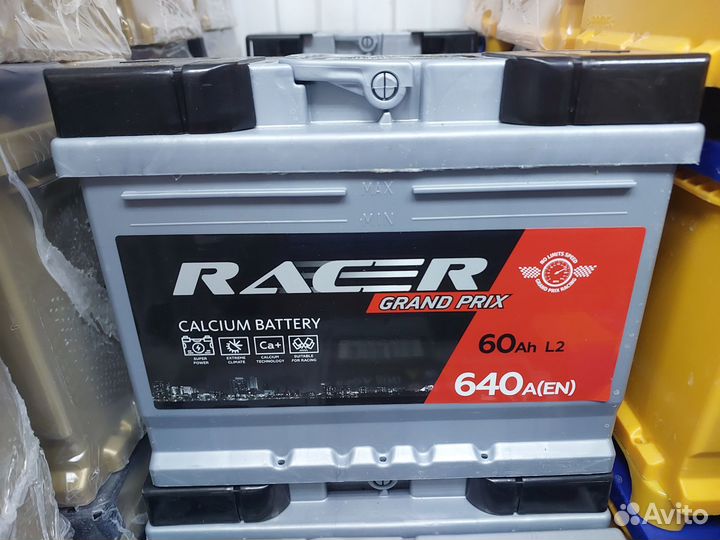 MAX
MIN
RACER
GRAND PRIX
NO LIMITS SPEED
GRAND PRIX RACING
CALCIUM BATTERY
SUPER POWER
EXTREME CLIMATE
Ca+
CALCIUM TECHNOLOGY
SUITABLE FOR RACING
60Ah L2
640A(EN)
Avito